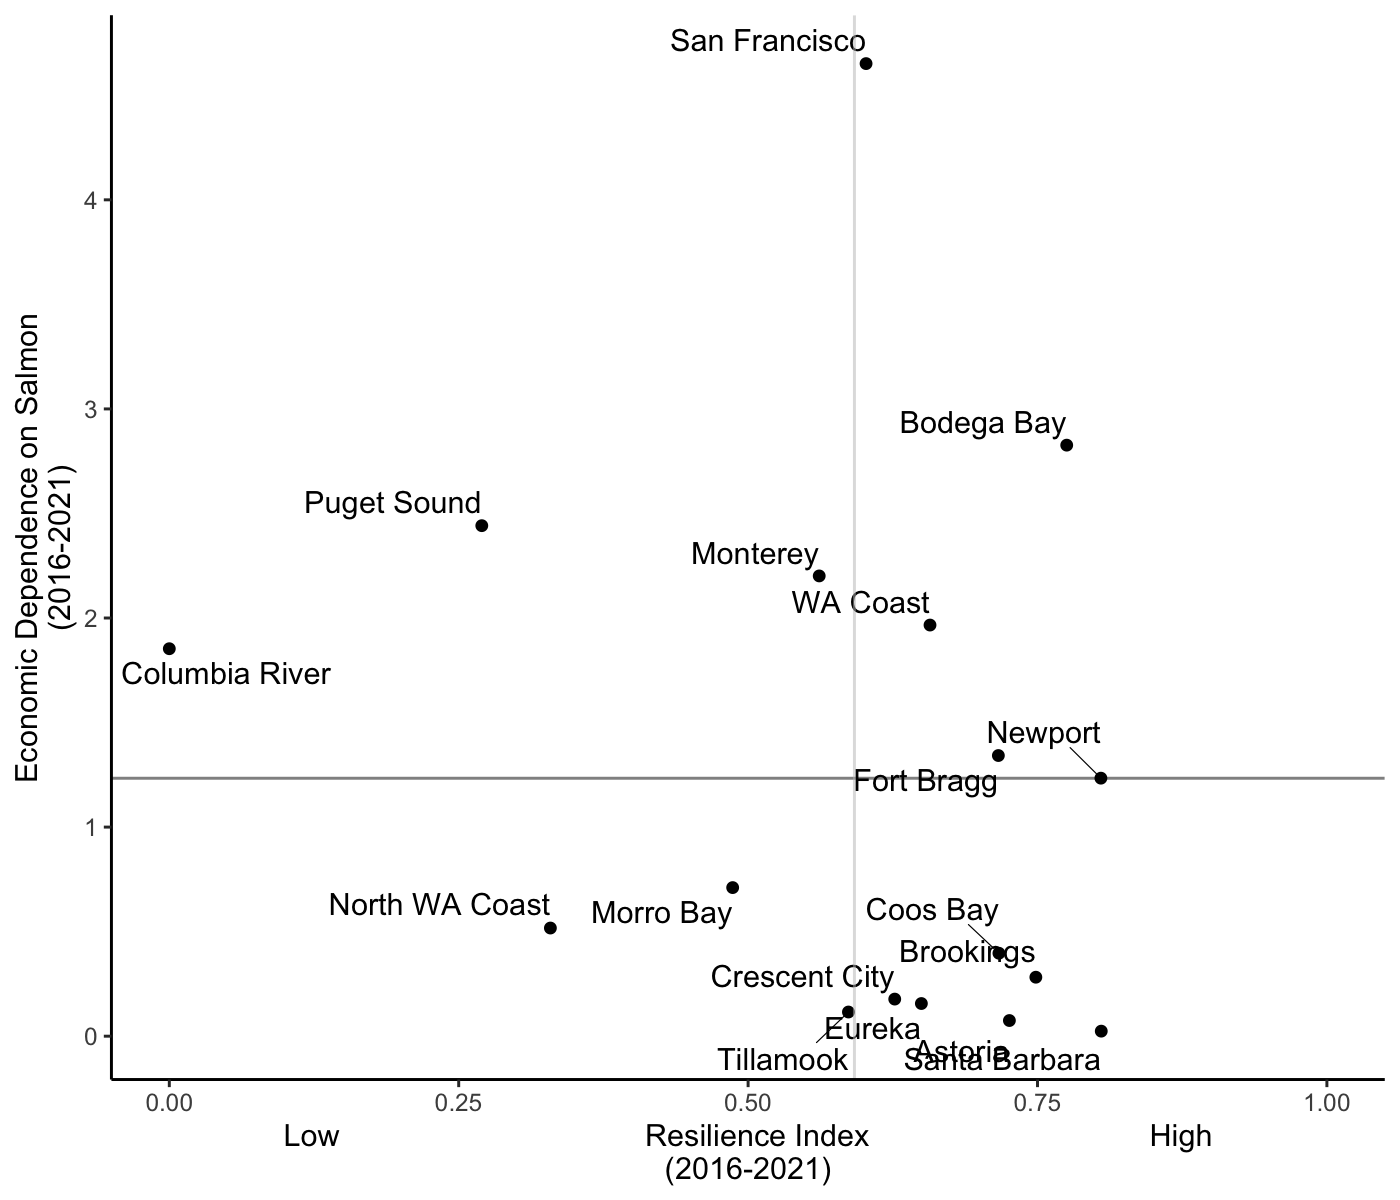 San Francisco
4
Economic Dependence on Salmon
(2016-2021)
3
Bodega Bay
Puget Sound
Monterey
WA Coast
2
Columbia River
Newport
Fort Bragg
1
North WA Coast
Morro Bay
Coos Bay
Brookings
Crescent City
Eureka
0
Astoria
Tillamook
Santa Barbara
0.00 0.25 0.50 0.75 1.00
Low Resilience Index High
(2016-2021)